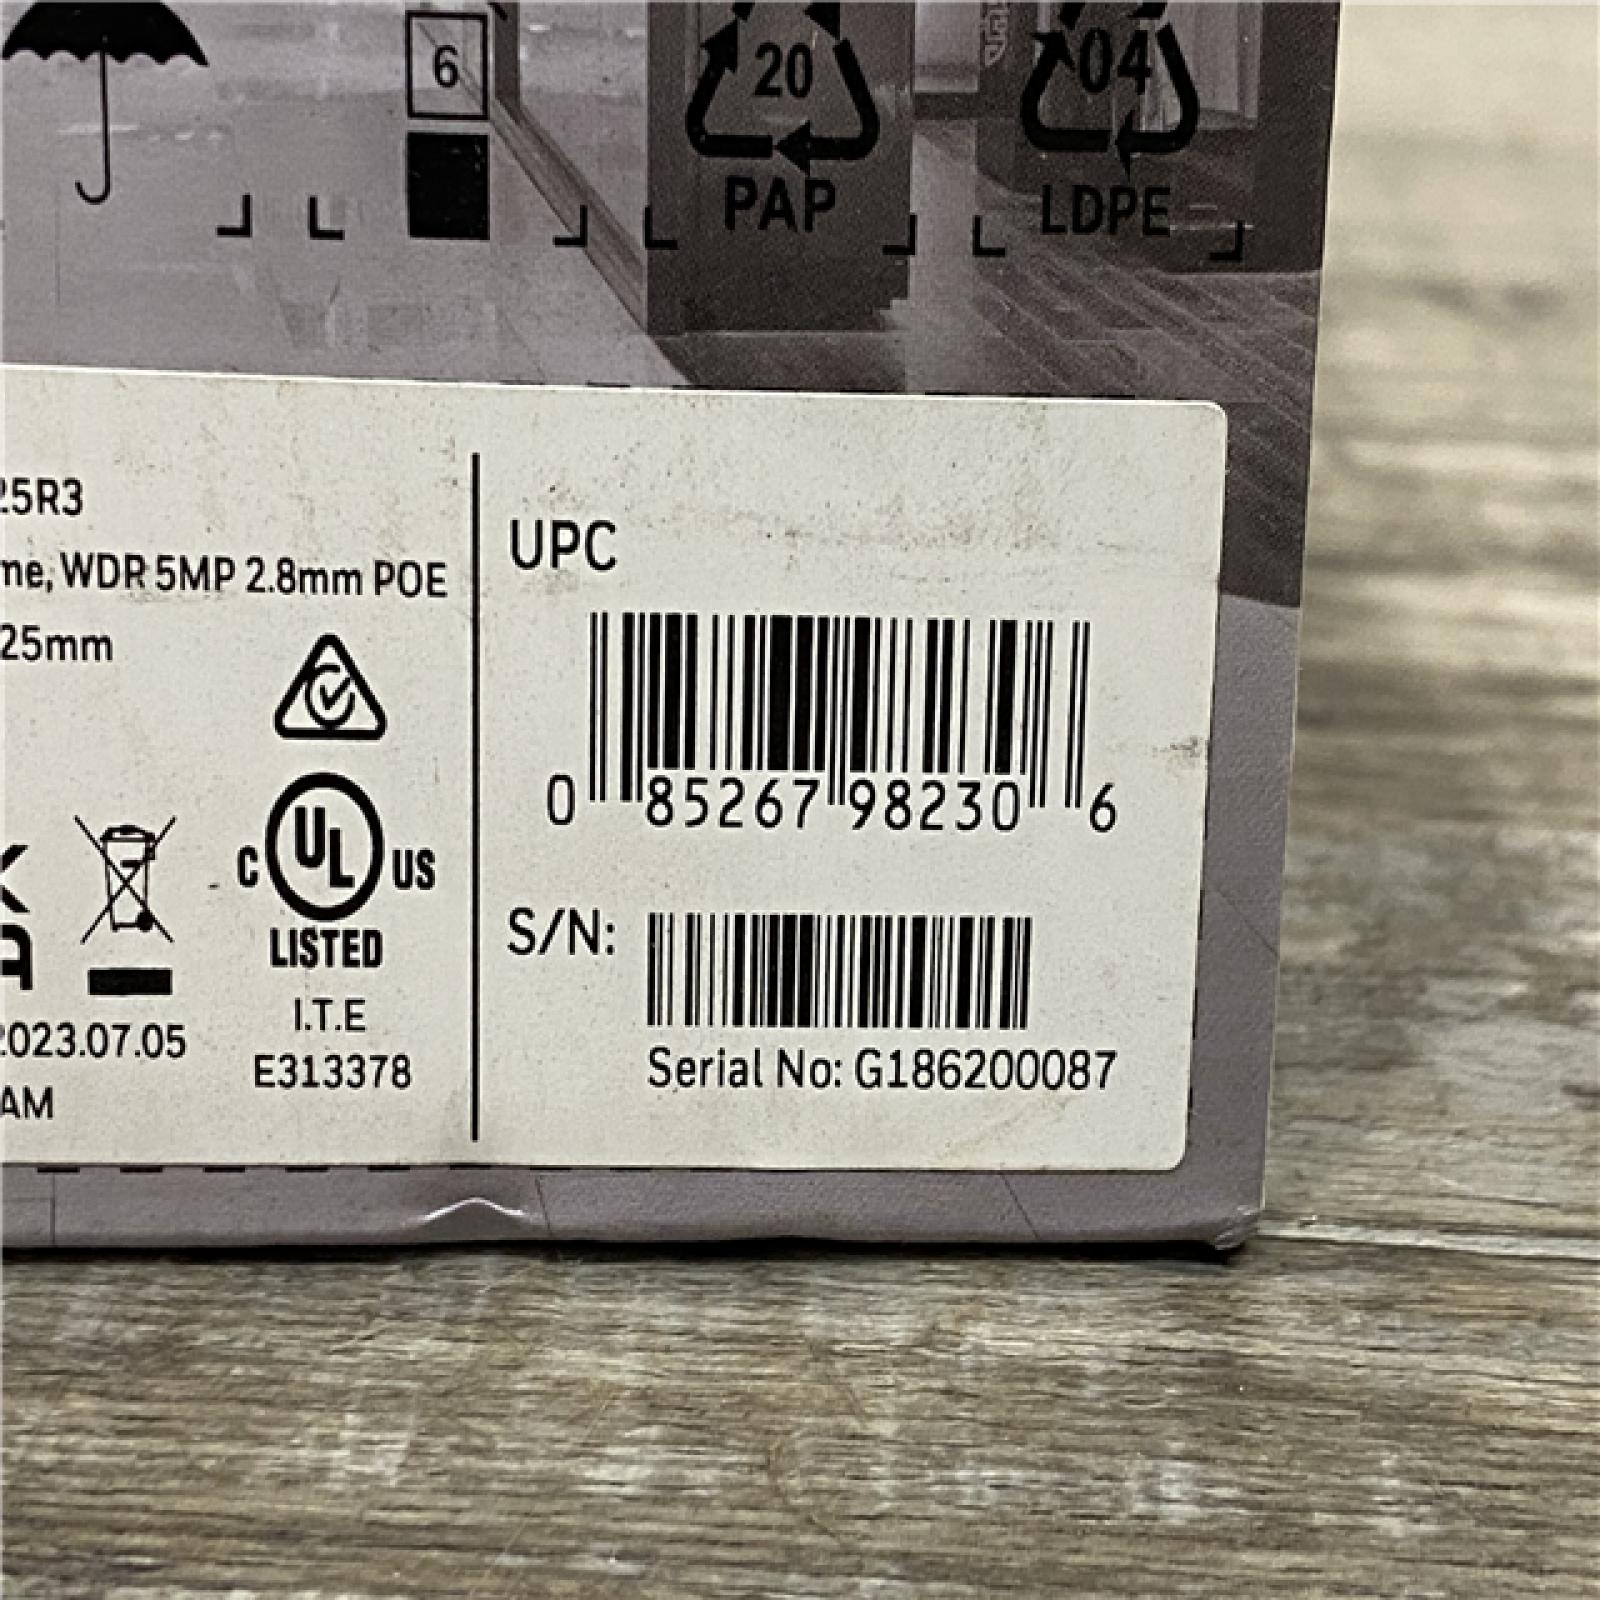 6
20
PAP
04
LDPE
25R3
me, WDR 5MP 2.8mm POE
25mm
UPC
0 85267 98230 6
C UL US
LISTED
I.T.E
E313378
2023.07.05
AM
S/N:
Serial No: G186200087